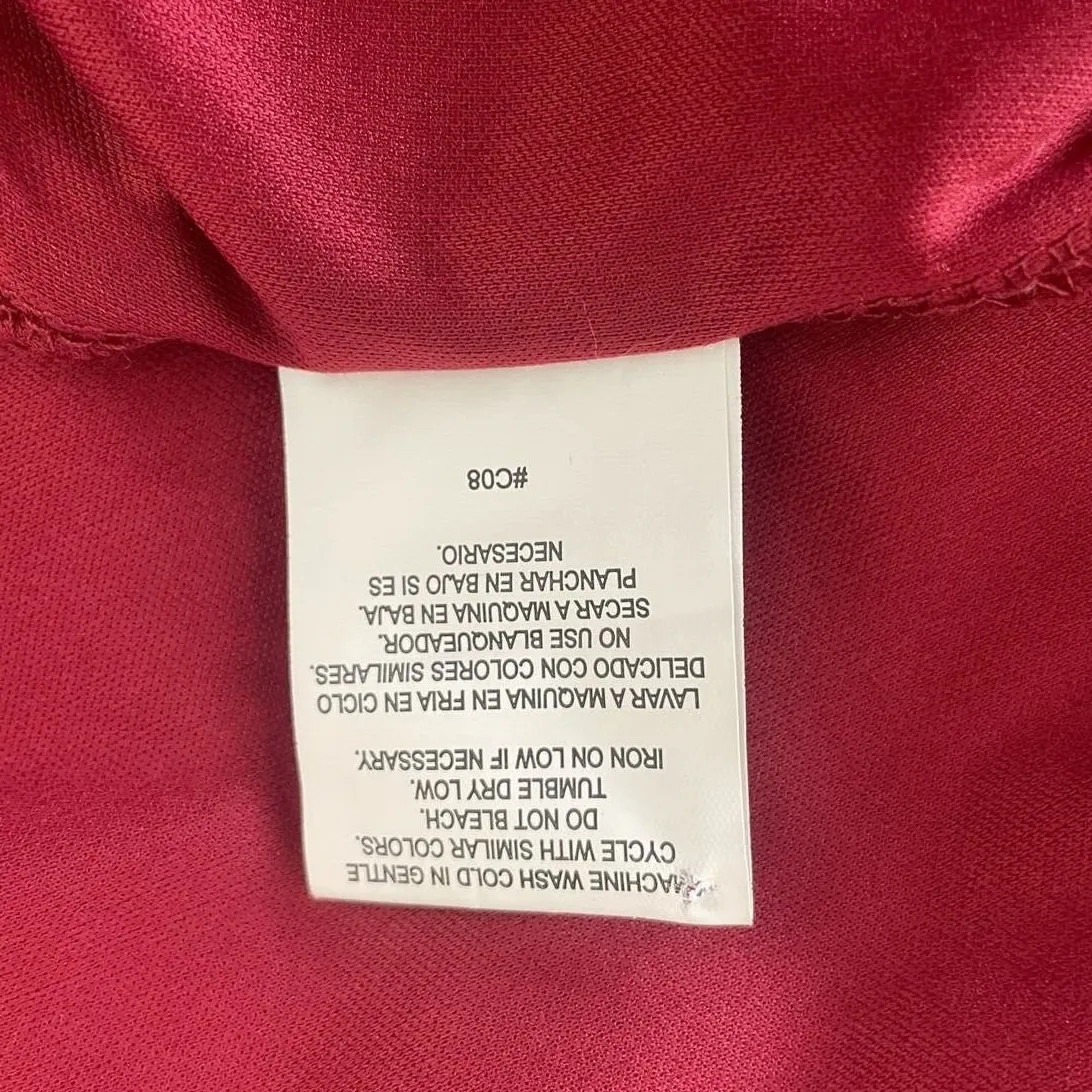 MACHINE WASH COLD IN GENTLE
CYCLE WITH SIMILAR COLORS.
DO NOT BLEACH.
TUMBLE DRY LOW.
IRON ON LOW IF NECESSARY.
LAVAR A MAQUINA EN FRIA EN CICLO
DELICADO CON COLORES SIMILARES.
NO USE BLANQUEADOR.
SECAR A MAQUINA EN BAJA.
PLANCHAR EN BAJO SI ES
NECESARIO.
#C08